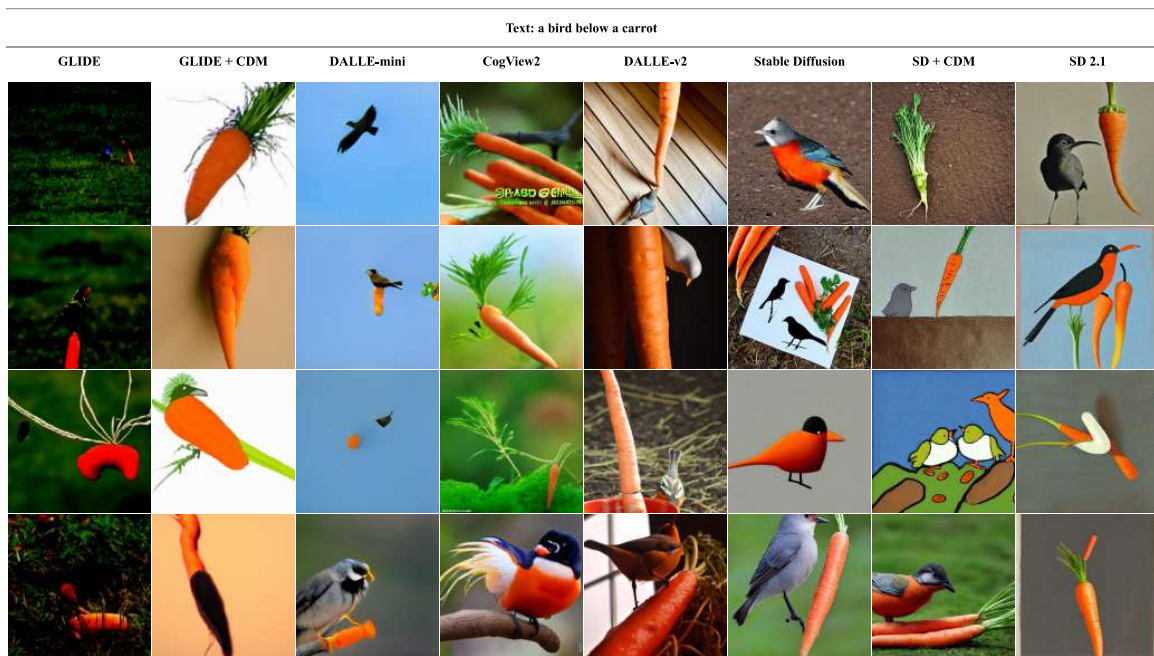 Text: a bird below a carrot
GLIDE
GLIDE + CDM
DALLE-mini
CogView2
DALLE-v2
Stable Diffusion
SD + CDM
SD 2.1